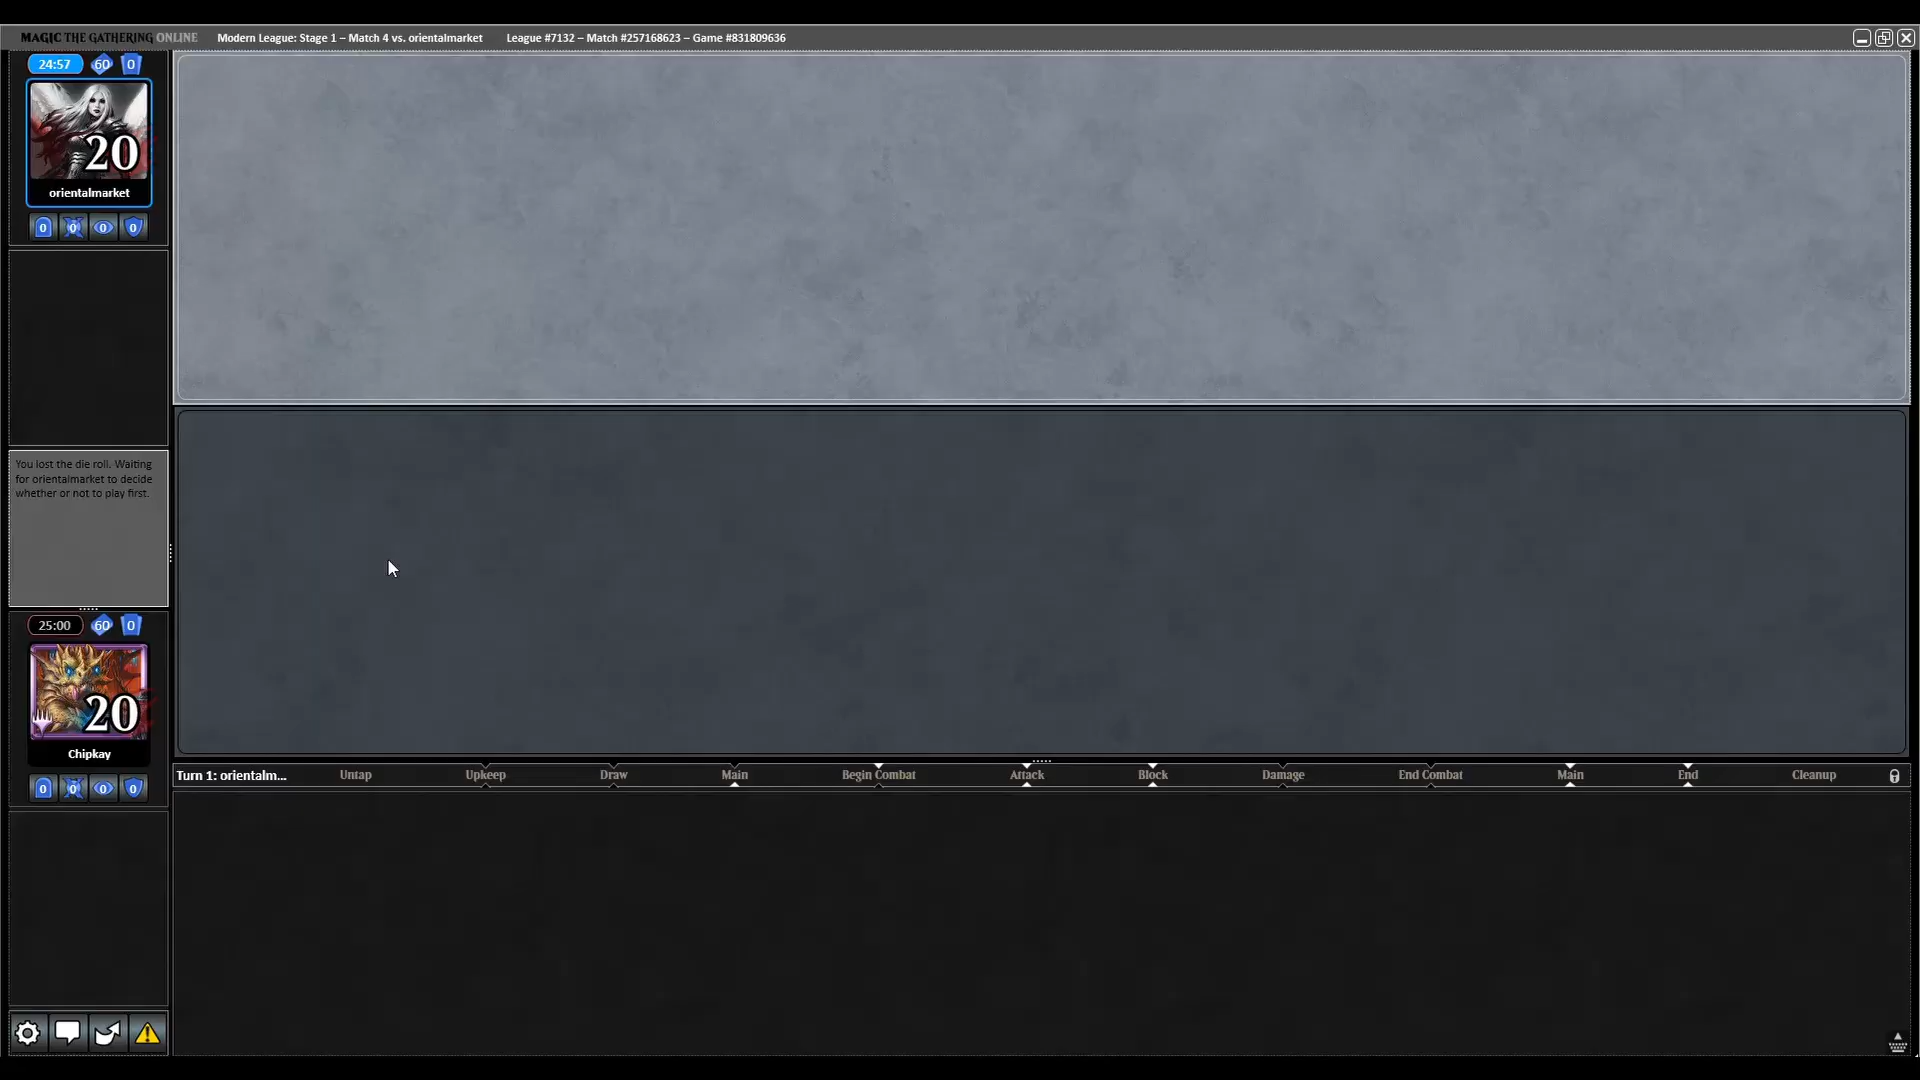 MAGIC THE GATHERING ONLINE Modern League: Stage 1 – Match 4 vs. orientalmarket League #7132 – Match #257168623 – Game #831809636
24:57 60 0
20
orientalmarket
0 0 0 0
You lost the die roll. Waiting
for orientalmarket to decide
whether or not to play first.
25:00 60 0
20
Chipkay
0 0 0 0
Turn 1: orientalm... Untap Upkeep Draw Main Begin Combat Attack Block Damage End Combat Main End Cleanup